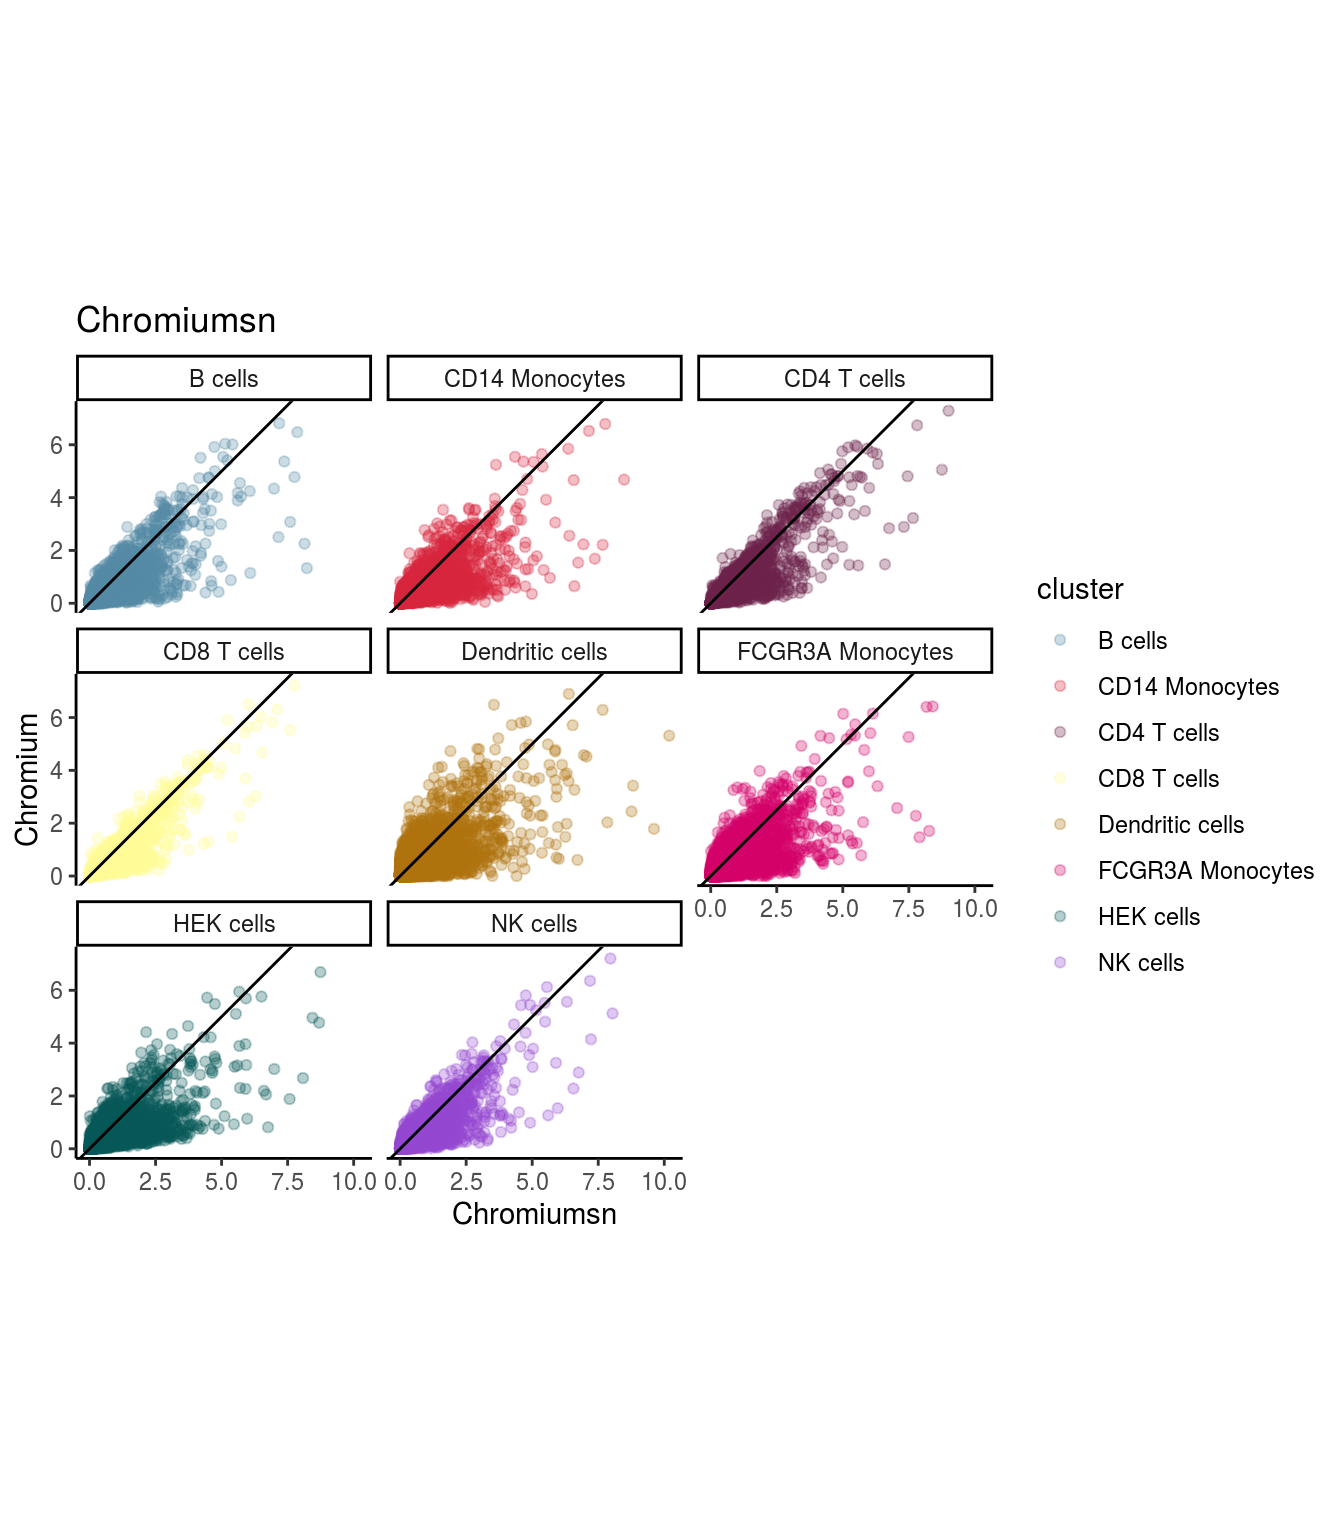 Chromiumsn
B cells
CD14 Monocytes
CD4 T cells
6
4
2
0
CD8 T cells
Dendritic cells
FCGR3A Monocytes
6
4
2
0
0.0 2.5 5.0 7.5 10.0
HEK cells
NK cells
6
4
2
0
0.0 2.5 5.0 7.5 10.0
0.0 2.5 5.0 7.5 10.0
Chromium
Chromiumsn
cluster
B cells
CD14 Monocytes
CD4 T cells
CD8 T cells
Dendritic cells
FCGR3A Monocytes
HEK cells
NK cells